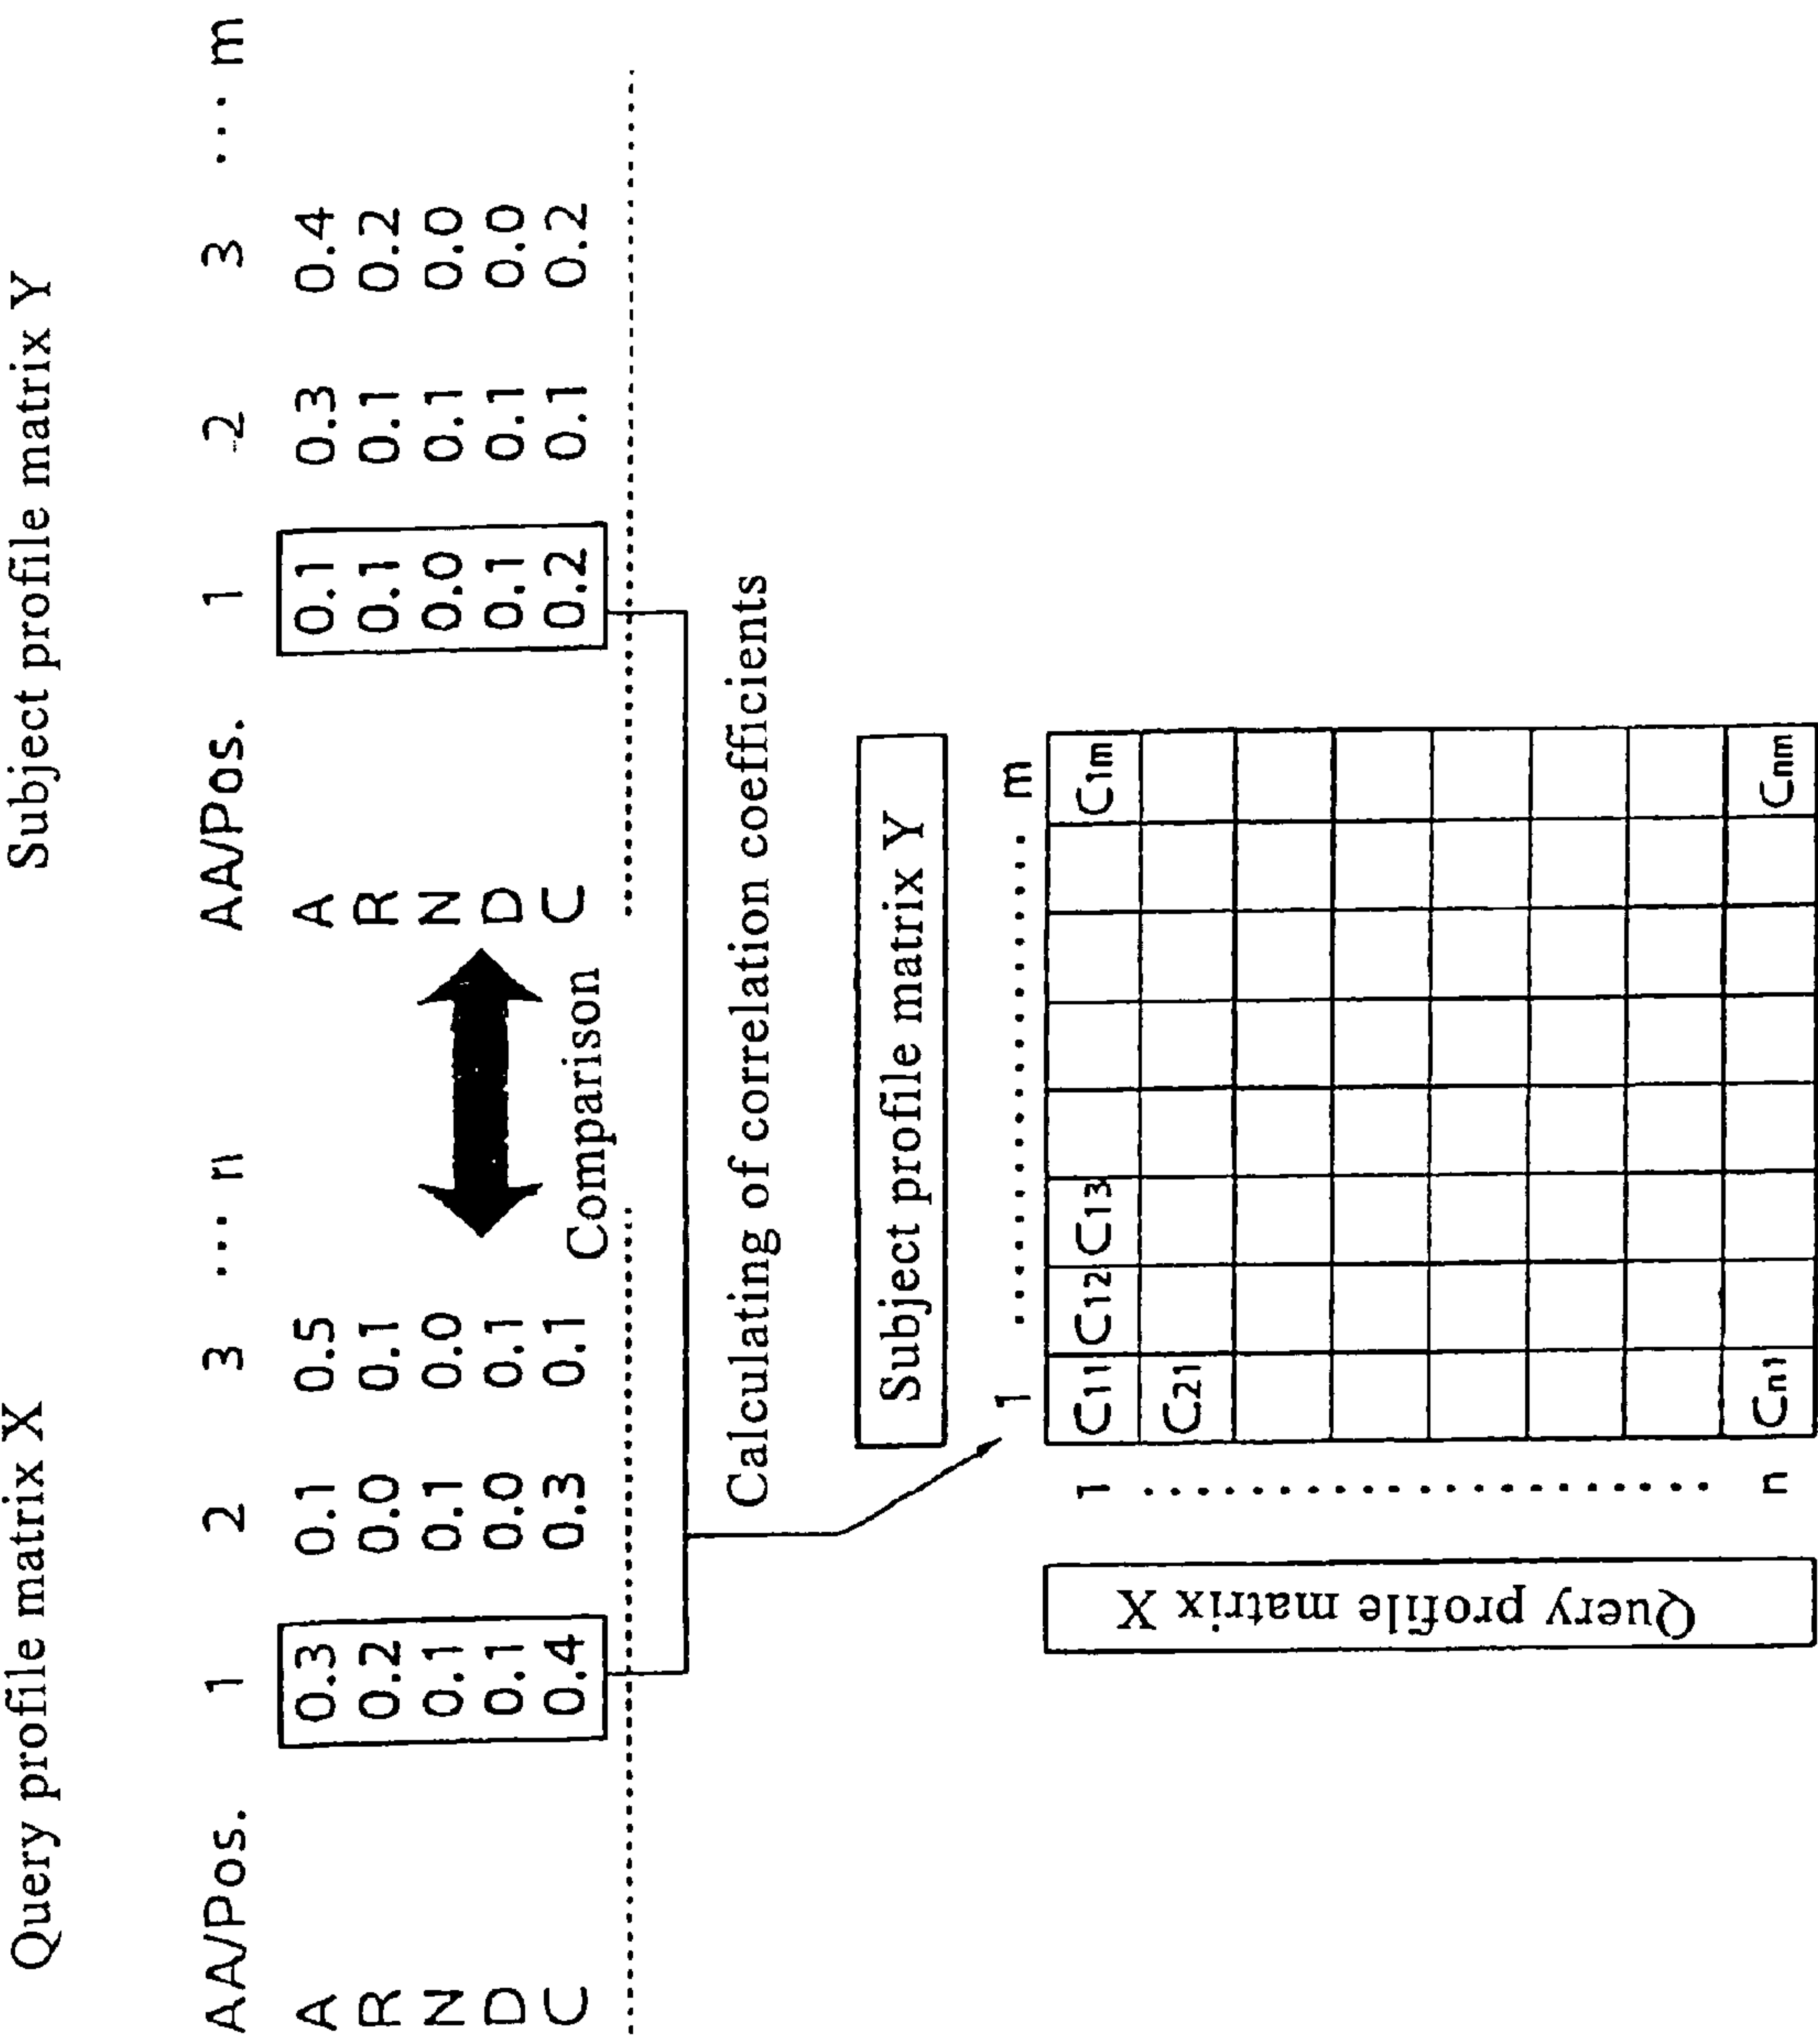 Query profile matrix X
Subject profile matrix Y
AA/Pos. 1 2 3 ... n
AA/Pos. 1 2 3 ... m
A 0.3 0.1 0.5
A 0.1 0.3 0.4
R 0.2 0.0 0.1
R 0.1 0.1 0.2
N 0.1 0.1 0.0
N 0.0 0.1 0.0
D 0.1 0.0 0.1
D 0.1 0.1 0.0
C 0.4 0.3 0.1
C 0.2 0.1 0.2
Comparison
Calculating of correlation coefficients
Subject profile matrix Y
1 m
Query profile matrix X
1 C11 C12 C13 C1m
C21
n Cn1 Cnm